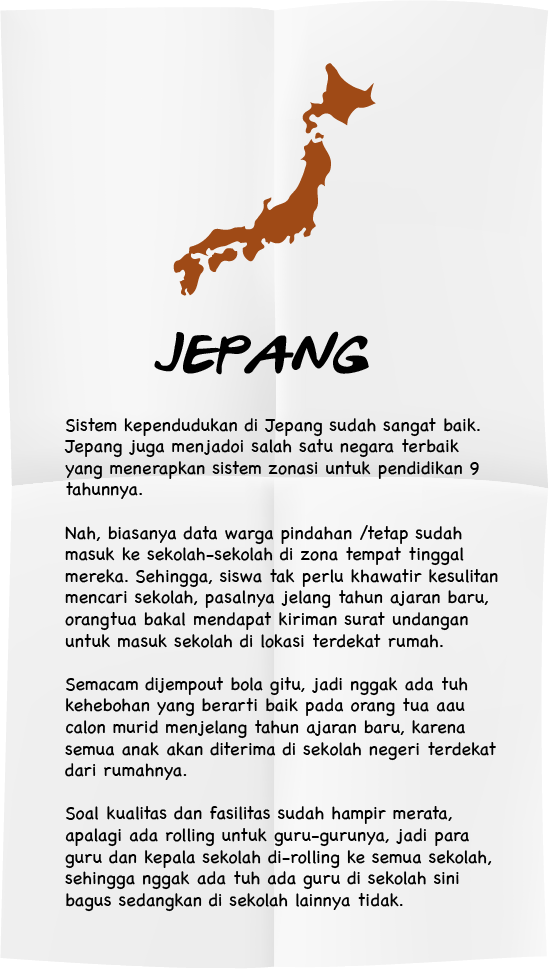 JEPANG
Sistem kependudukan di Jepang sudah sangat baik.
Jepang juga menjadoi salah satu negara terbaik
yang menerapkan sistem zonasi untuk pendidikan 9
tahunnya.
Nah, biasanya data warga pindahan /tetap sudah
masuk ke sekolah-sekolah di zona tempat tinggal
mereka. Sehingga, siswa tak perlu khawatir kesulitan
mencari sekolah, pasalnya jelang tahun ajaran baru,
orangtua bakal mendapat kiriman surat undangan
untuk masuk sekolah di lokasi terdekat rumah.
Semacam dijempout bola gitu, jadi nggak ada tuh
kehebohan yang berarti baik pada orang tua aau
calon murid menjelang tahun ajaran baru, karena
semua anak akan diterima di sekolah negeri terdekat
dari rumahnya.
Soal kualitas dan fasilitas sudah hampir merata,
apalagi ada rolling untuk guru-gurunya, jadi para
guru dan kepala sekolah di-rolling ke semua sekolah,
sehingga nggak ada tuh ada guru di sekolah sini
bagus sedangkan di sekolah lainnya tidak.